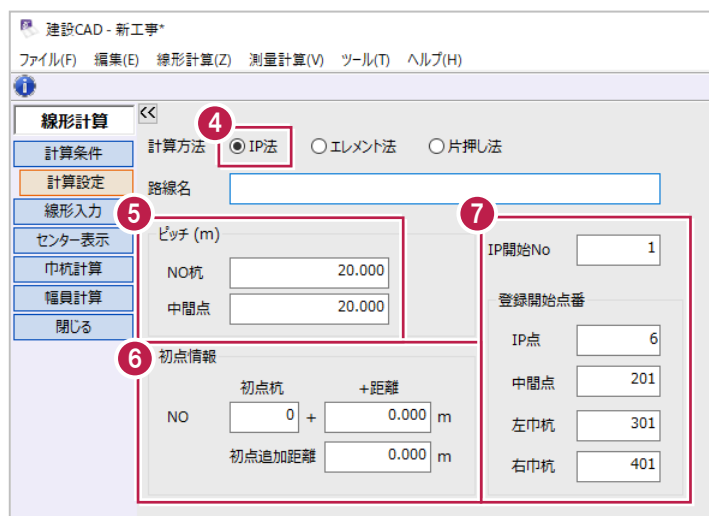 建設CAD - 新工事*
ファイル(F) 編集(E) 線形計算(Z) 測量計算(V) ツール(T) ヘルプ(H)
線形計算
<<
計算条件
計算設定
線形入力
センター表示
巾杭計算
幅員計算
閉じる
4
計算方法 IP法 エレメント法 片押し法
路線名
5
ピッチ (m)
NO杭 20.000
中間点 20.000
6
初点情報
初点杭 +距離
NO 0 + 0.000 m
初点追加距離 0.000 m
7
IP開始No 1
登録開始点番
IP点 6
中間点 201
左巾杭 301
右巾杭 401